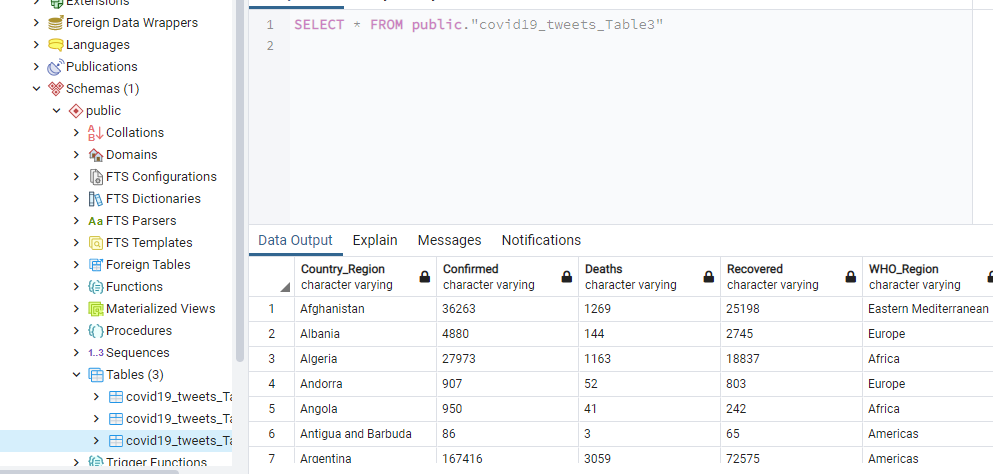 Extensions
Foreign Data Wrappers
Languages
Publications
Schemas (1)
public
Collations
Domains
FTS Configurations
FTS Dictionaries
Aa FTS Parsers
FTS Templates
Foreign Tables
Functions
Materialized Views
Procedures
1..3 Sequences
Tables (3)
covid19_tweets_Ta
covid19_tweets_Ta
covid19_tweets_Ta
Trigger Functions
1 SELECT * FROM public."covid19_tweets_Table3"
2
Data Output Explain Messages Notifications
Country_Region Confirmed Deaths Recovered WHO_Region
character varying character varying character varying character varying character varying
1 Afghanistan 36263 1269 25198 Eastern Mediterranean
2 Albania 4880 144 2745 Europe
3 Algeria 27973 1163 18837 Africa
4 Andorra 907 52 803 Europe
5 Angola 950 41 242 Africa
6 Antigua and Barbuda 86 3 65 Americas
7 Argentina 167416 3059 72575 Americas